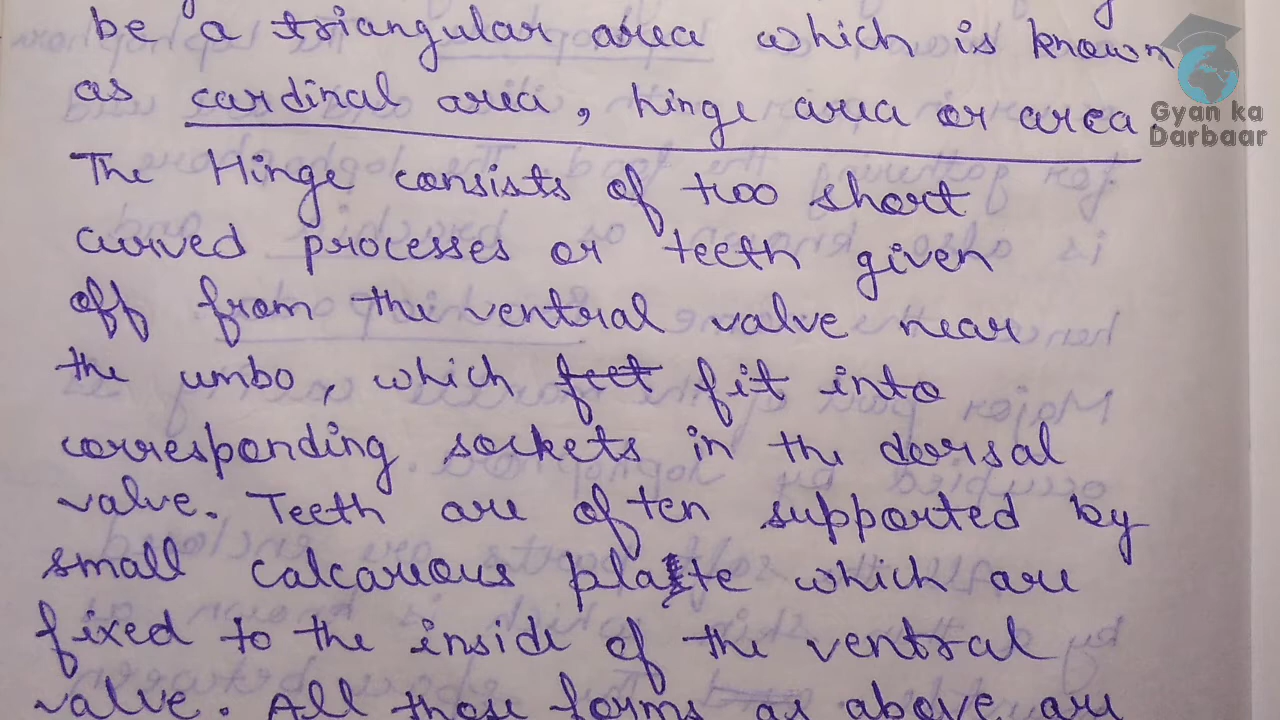 be a triangular area which is known
as cardinal area, hinge area or area.
The Hinge consists of two short
curved processes or teeth given
off from the ventral valve near
the umbo, which feet fit into
corresponding sockets in the dorsal
valve. Teeth are often supported by
small calcareous plate which are
fixed to the inside of the ventral
valve. All those forms as above are
Gyan ka
Darbaar